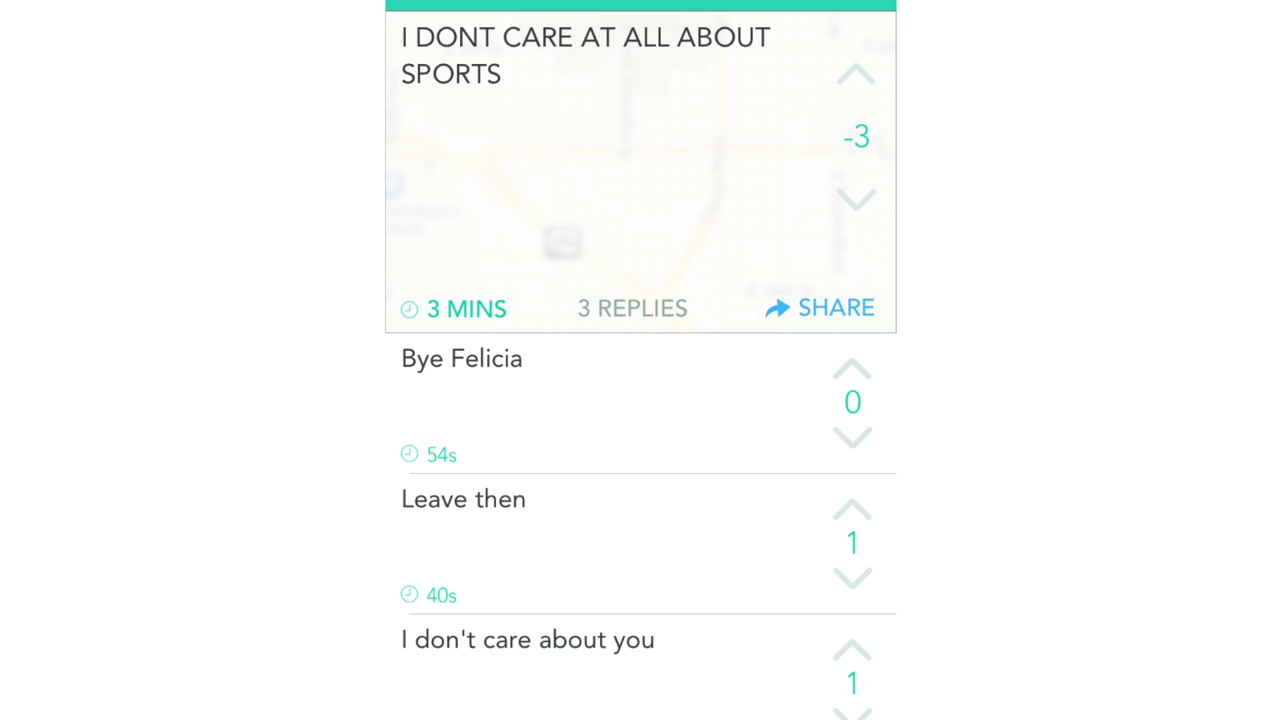 I DONT CARE AT ALL ABOUT
SPORTS
-3
3 MINS
3 REPLIES
SHARE
Bye Felicia
0
54s
Leave then
1
40s
I don't care about you
1